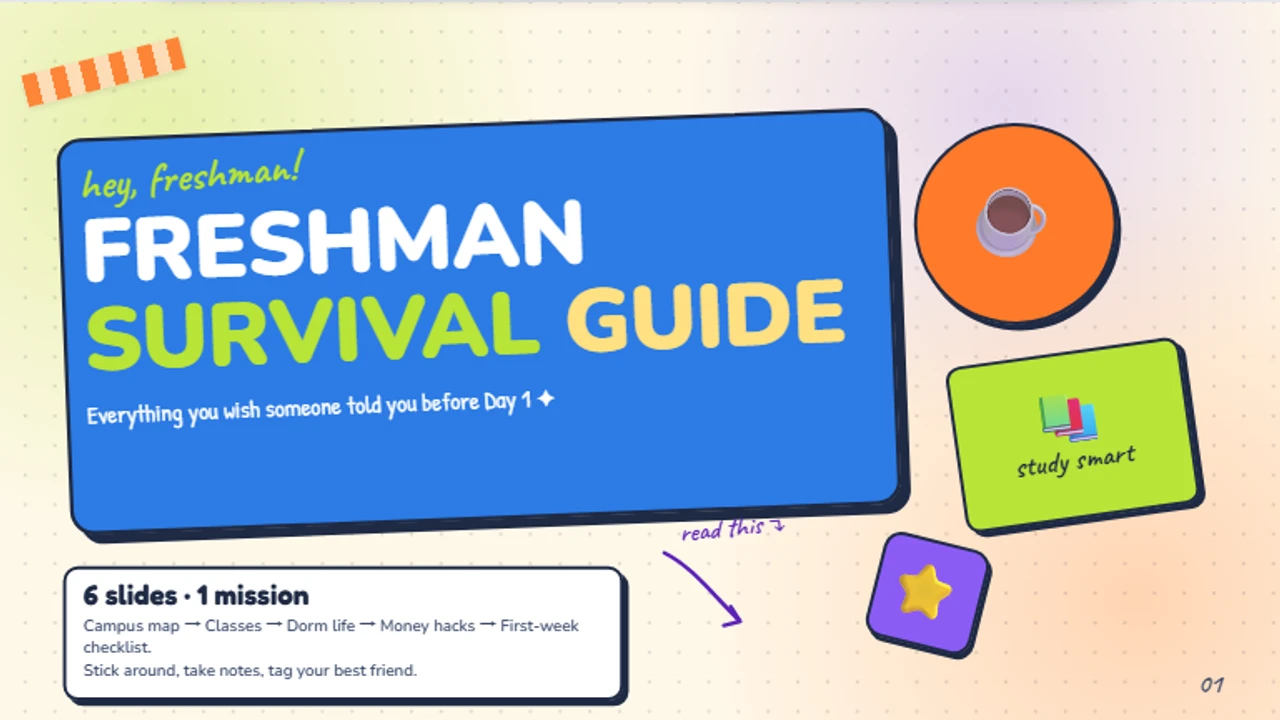 hey, freshman!
FRESHMAN
SURVIVAL GUIDE
Everything you wish someone told you before Day 1 ✦
study smart
read this ⤵
6 slides · 1 mission
Campus map → Classes → Dorm life → Money hacks → First-week
checklist.
Stick around, take notes, tag your best friend.
01